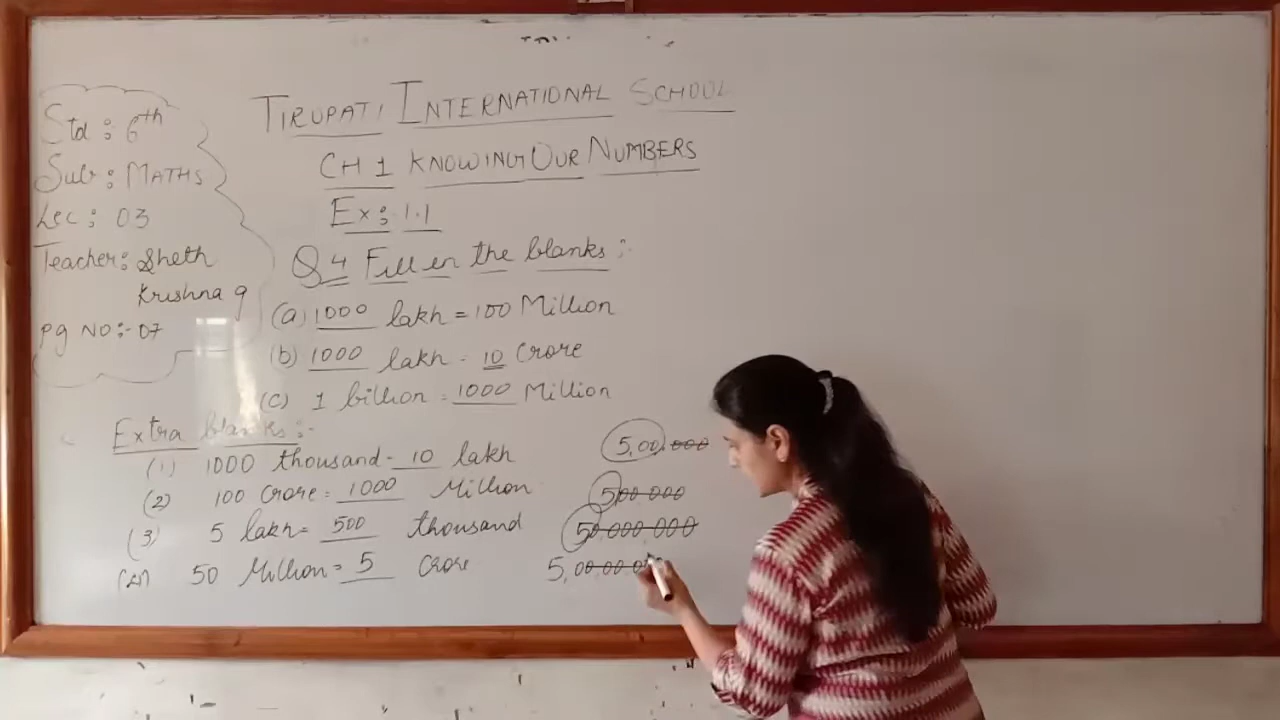 Std : 6th
Sub : MATHS
Lec : 03
Teacher : Sheth
Krishna g
Pg NO :- 07
TIRUPATI INTERNATIONAL SCHOOL
CH 1 KNOWING OUR NUMBERS
Ex : 1.1
Q 4 Fill in the blanks :-
(a) 1000 lakh = 100 Million
(b) 1000 lakh = 10 Crore
(c) 1 billion = 1000 Million
Extra blanks :-
(1) 1000 thousand = 10 lakh
(2) 100 Crore = 1000 Million
(3) 5 lakh = 500 thousand
(4) 50 Million = 5 Crore
5,00,000
500 000
50 000 000
5,00 00 0